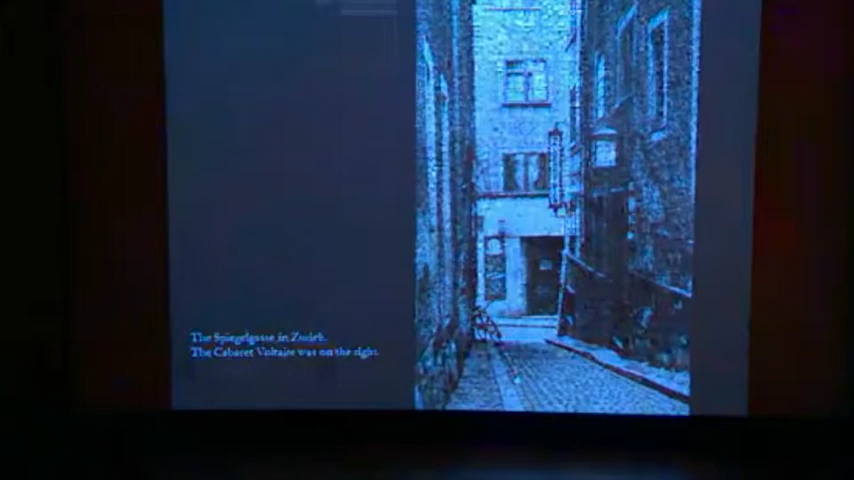 The Spiegelgasse in Zurich.
The Cabaret Voltaire was on the right.